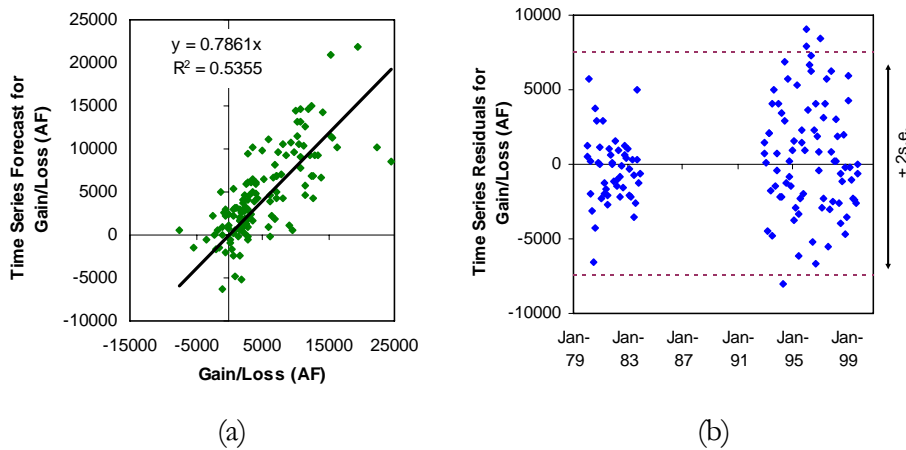 Time Series Forecast for
Gain/Loss (AF)
25000
20000
15000
10000
5000
0
-5000
-10000
y = 0.7861x
R² = 0.5355
-15000 -5000 5000 15000 25000
Gain/Loss (AF)
(a)
Time Series Residuals for
Gain/Loss (AF)
10000
5000
0
-5000
-10000
Jan-79 Jan-83 Jan-87 Jan-91 Jan-95 Jan-99
+ 2s.e.
(b)